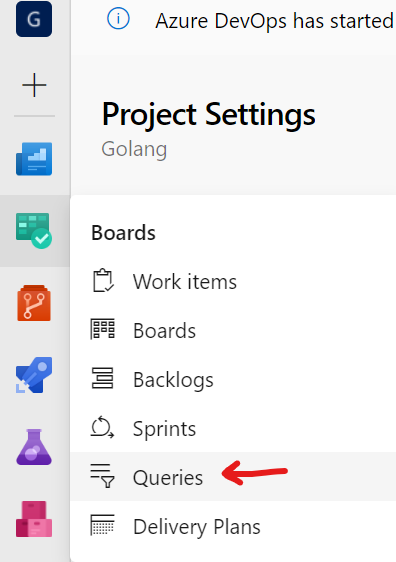 G
Azure DevOps has started
Project Settings
Golang
Boards
Work items
Boards
Backlogs
Sprints
Queries
Delivery Plans